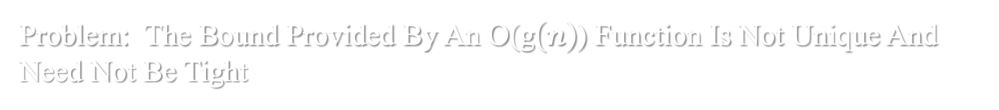 Problem: The Bound Provided By An O(g(n)) Function Is Not Unique And
Need Not Be Tight